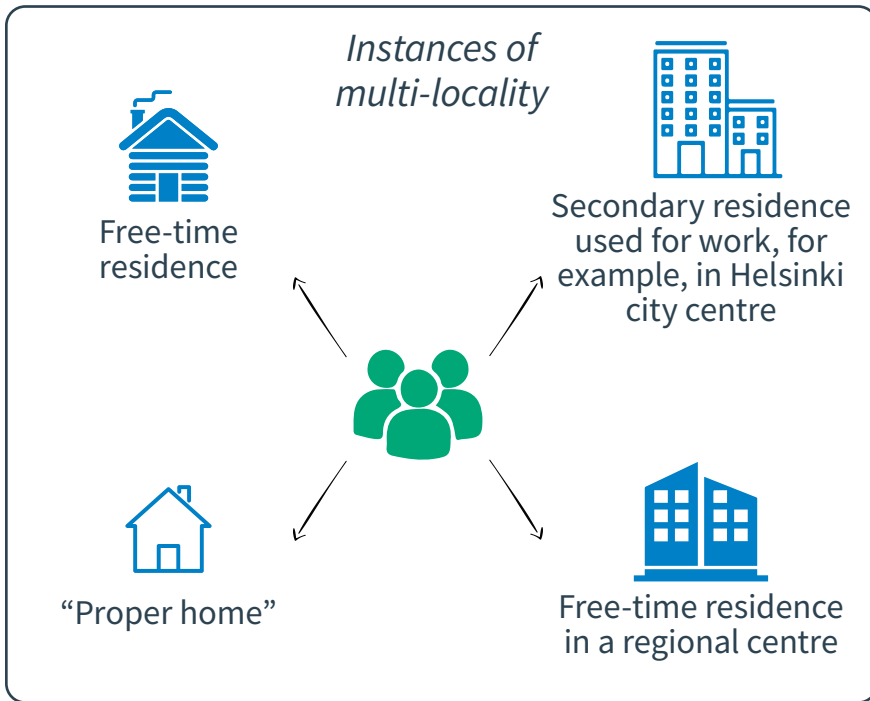 Instances of
multi-locality
Free-time
residence
Secondary residence
used for work, for
example, in Helsinki
city centre
“Proper home”
Free-time residence
in a regional centre